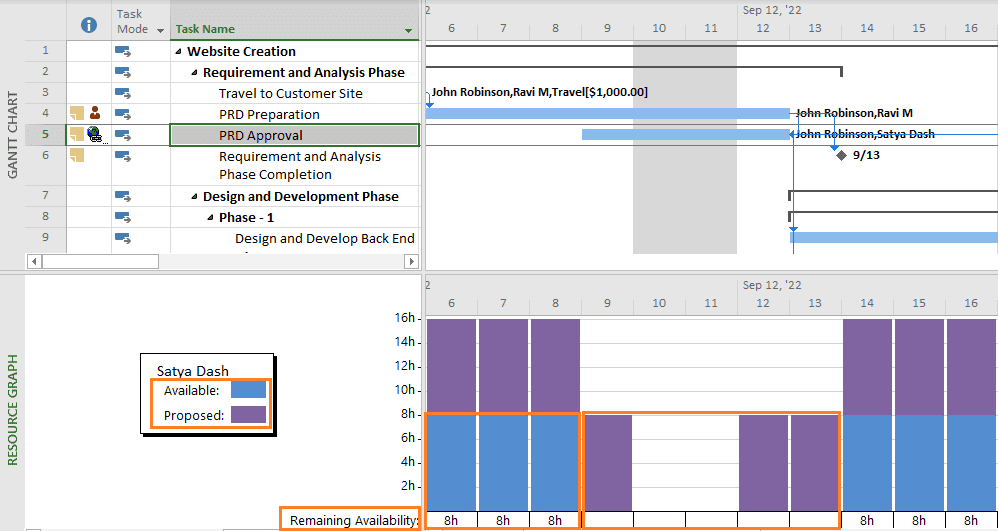 2
Sep 12, '22
Task
Mode
Task Name
6 7 8 9 10 11 12 13 14 15 16
1 Website Creation
2 Requirement and Analysis Phase
3 Travel to Customer Site
John Robinson,Ravi M,Travel[$1,000.00]
4 PRD Preparation
John Robinson,Ravi M
5 PRD Approval
John Robinson,Satya Dash
6 Requirement and Analysis
Phase Completion
9/13
7 Design and Development Phase
8 Phase - 1
9 Design and Develop Back End
GANTT CHART
2
Sep 12, '22
6 7 8 9 10 11 12 13 14 15 16
16h
14h
12h
10h
8h
6h
4h
2h
Satya Dash
Available:
Proposed:
Remaining Availability:
8h 8h 8h 8h 8h 8h
RESOURCE GRAPH